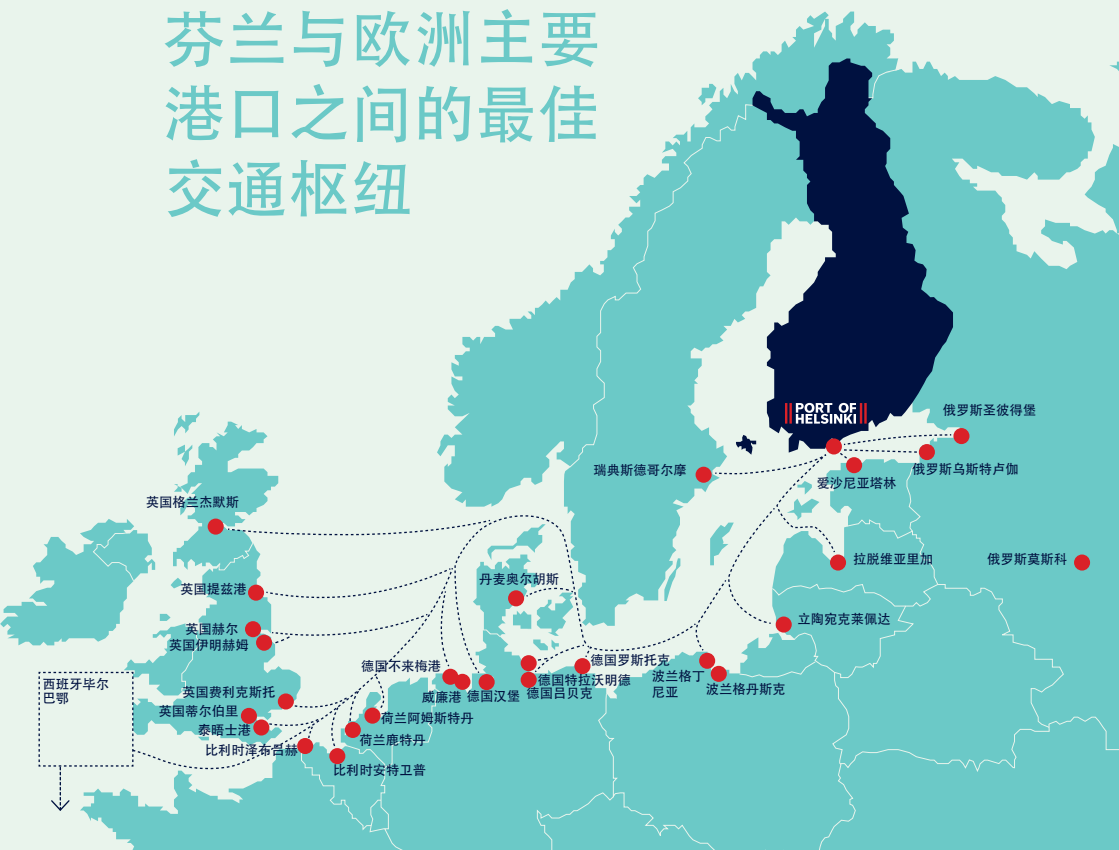 芬兰与欧洲主要
港口之间的最佳
交通枢纽
PORT OF
HELSINKI
俄罗斯圣彼得堡
俄罗斯乌斯特卢伽
瑞典斯德哥尔摩
爱沙尼亚塔林
英国格兰杰默斯
拉脱维亚里加
俄罗斯莫斯科
丹麦奥尔胡斯
英国提兹港
立陶宛克莱佩达
英国赫尔
英国伊明赫姆
德国不来梅港
德国罗斯托克
西班牙毕尔
巴鄂
德国特拉沃明德
波兰格丁
尼亚
英国费利克斯托
威廉港
德国汉堡
德国吕贝克
波兰格丹斯克
英国蒂尔伯里
荷兰阿姆斯特丹
泰晤士港
荷兰鹿特丹
比利时泽布吕赫
比利时安特卫普